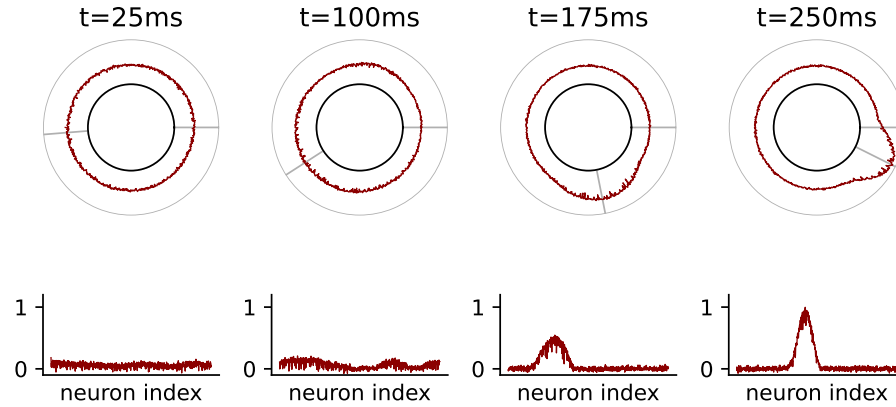 t=25ms t=100ms t=175ms t=250ms
1 1 1 1
0 0 0 0
neuron index neuron index neuron index neuron index